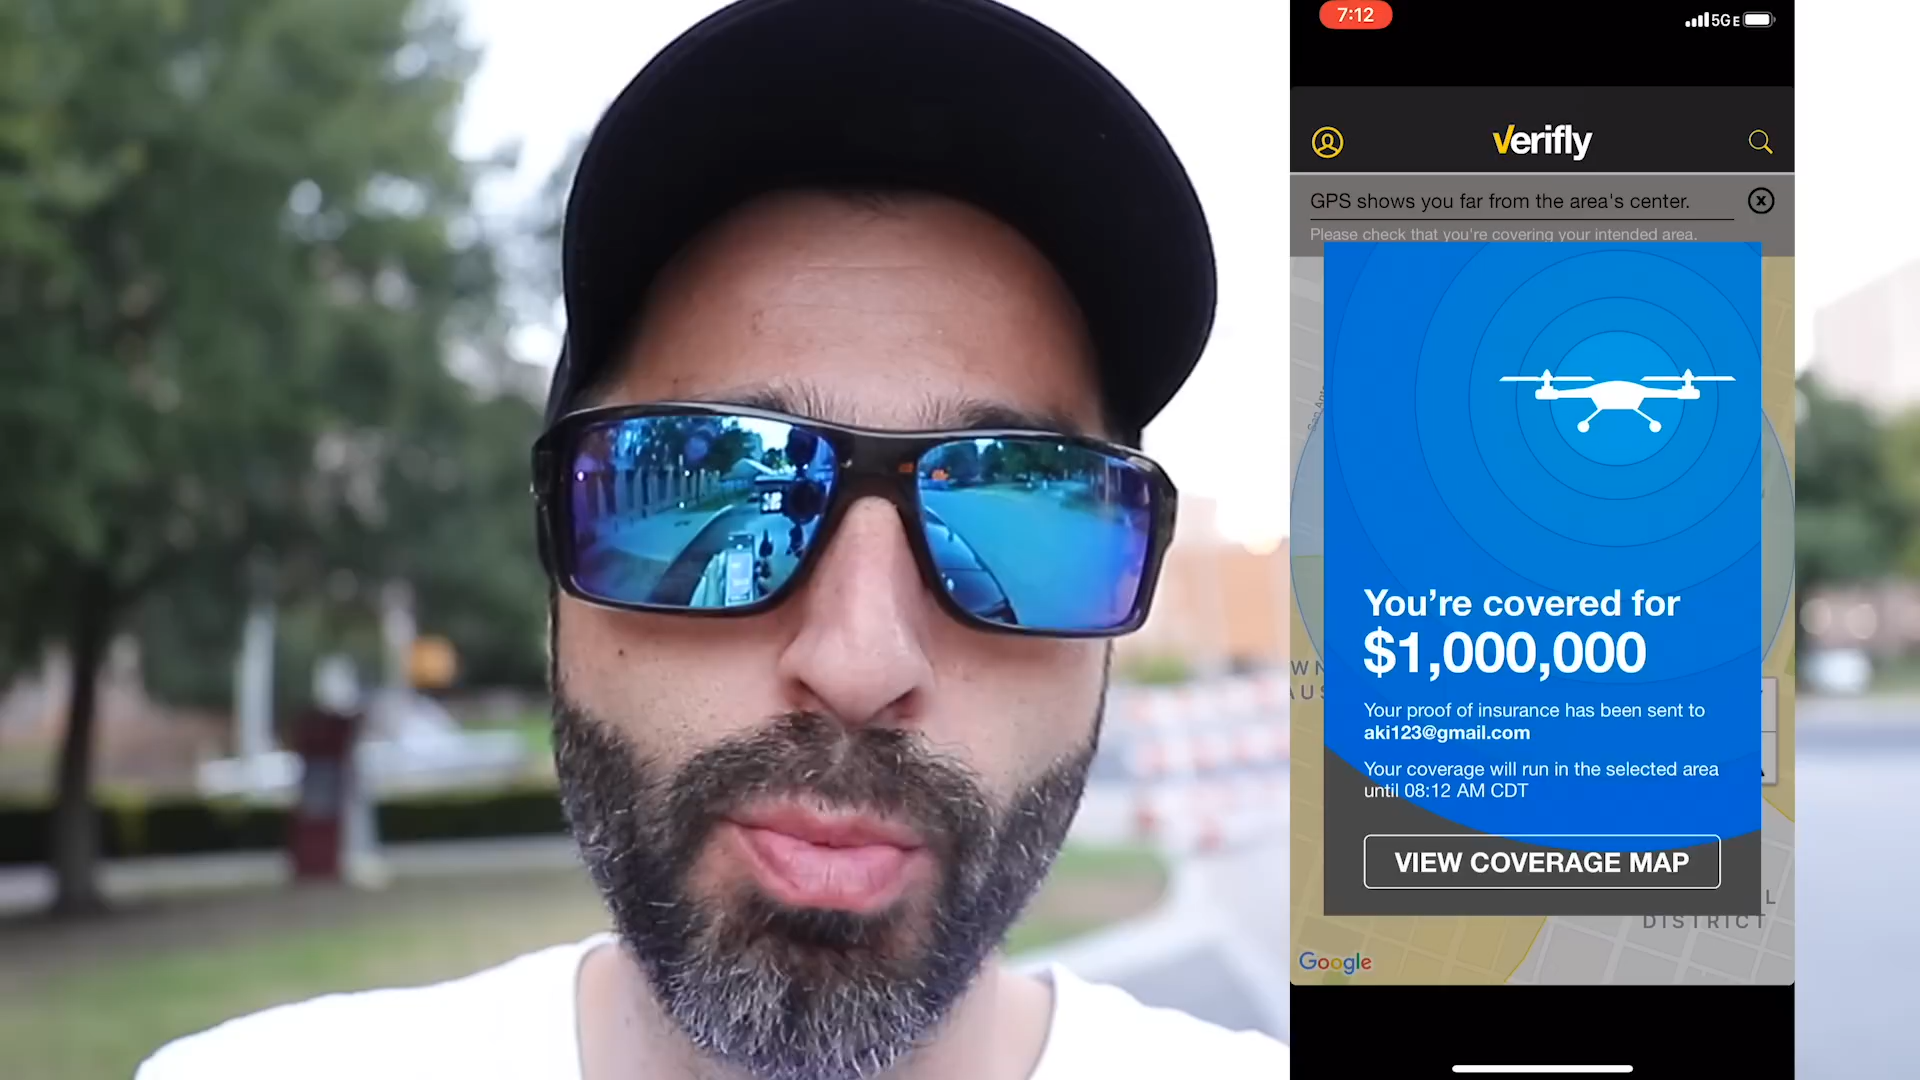 7:12
5GE
Verifly
GPS shows you far from the area's center.
Please check that you're covering your intended area.
You're covered for
$1,000,000
Your proof of insurance has been sent to
aki123@gmail.com
Your coverage will run in the selected area
until 08:12 AM CDT
VIEW COVERAGE MAP
DISTRICT
Google